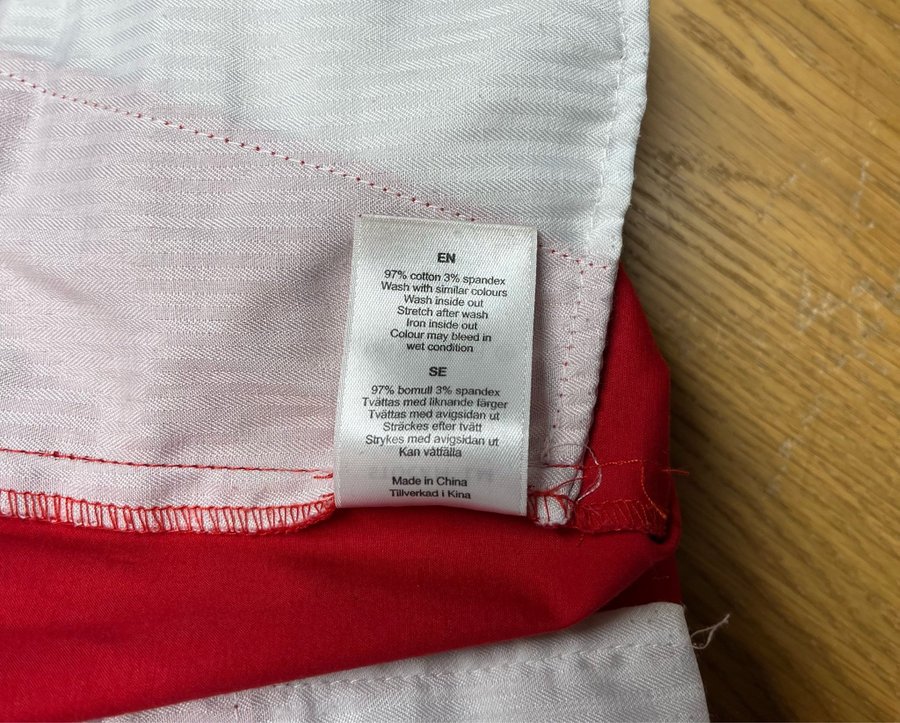 EN
97% cotton 3% spandex
Wash with similar colours
Wash inside out
Stretch after wash
Iron inside out
Colour may bleed in
wet condition
SE
97% bomull 3% spandex
Tvättas med liknande färger
Tvättas med avigsidan ut
Sträckes efter tvätt
Strykes med avigsidan ut
Kan våtfälla
Made in China
Tillverkad i Kina